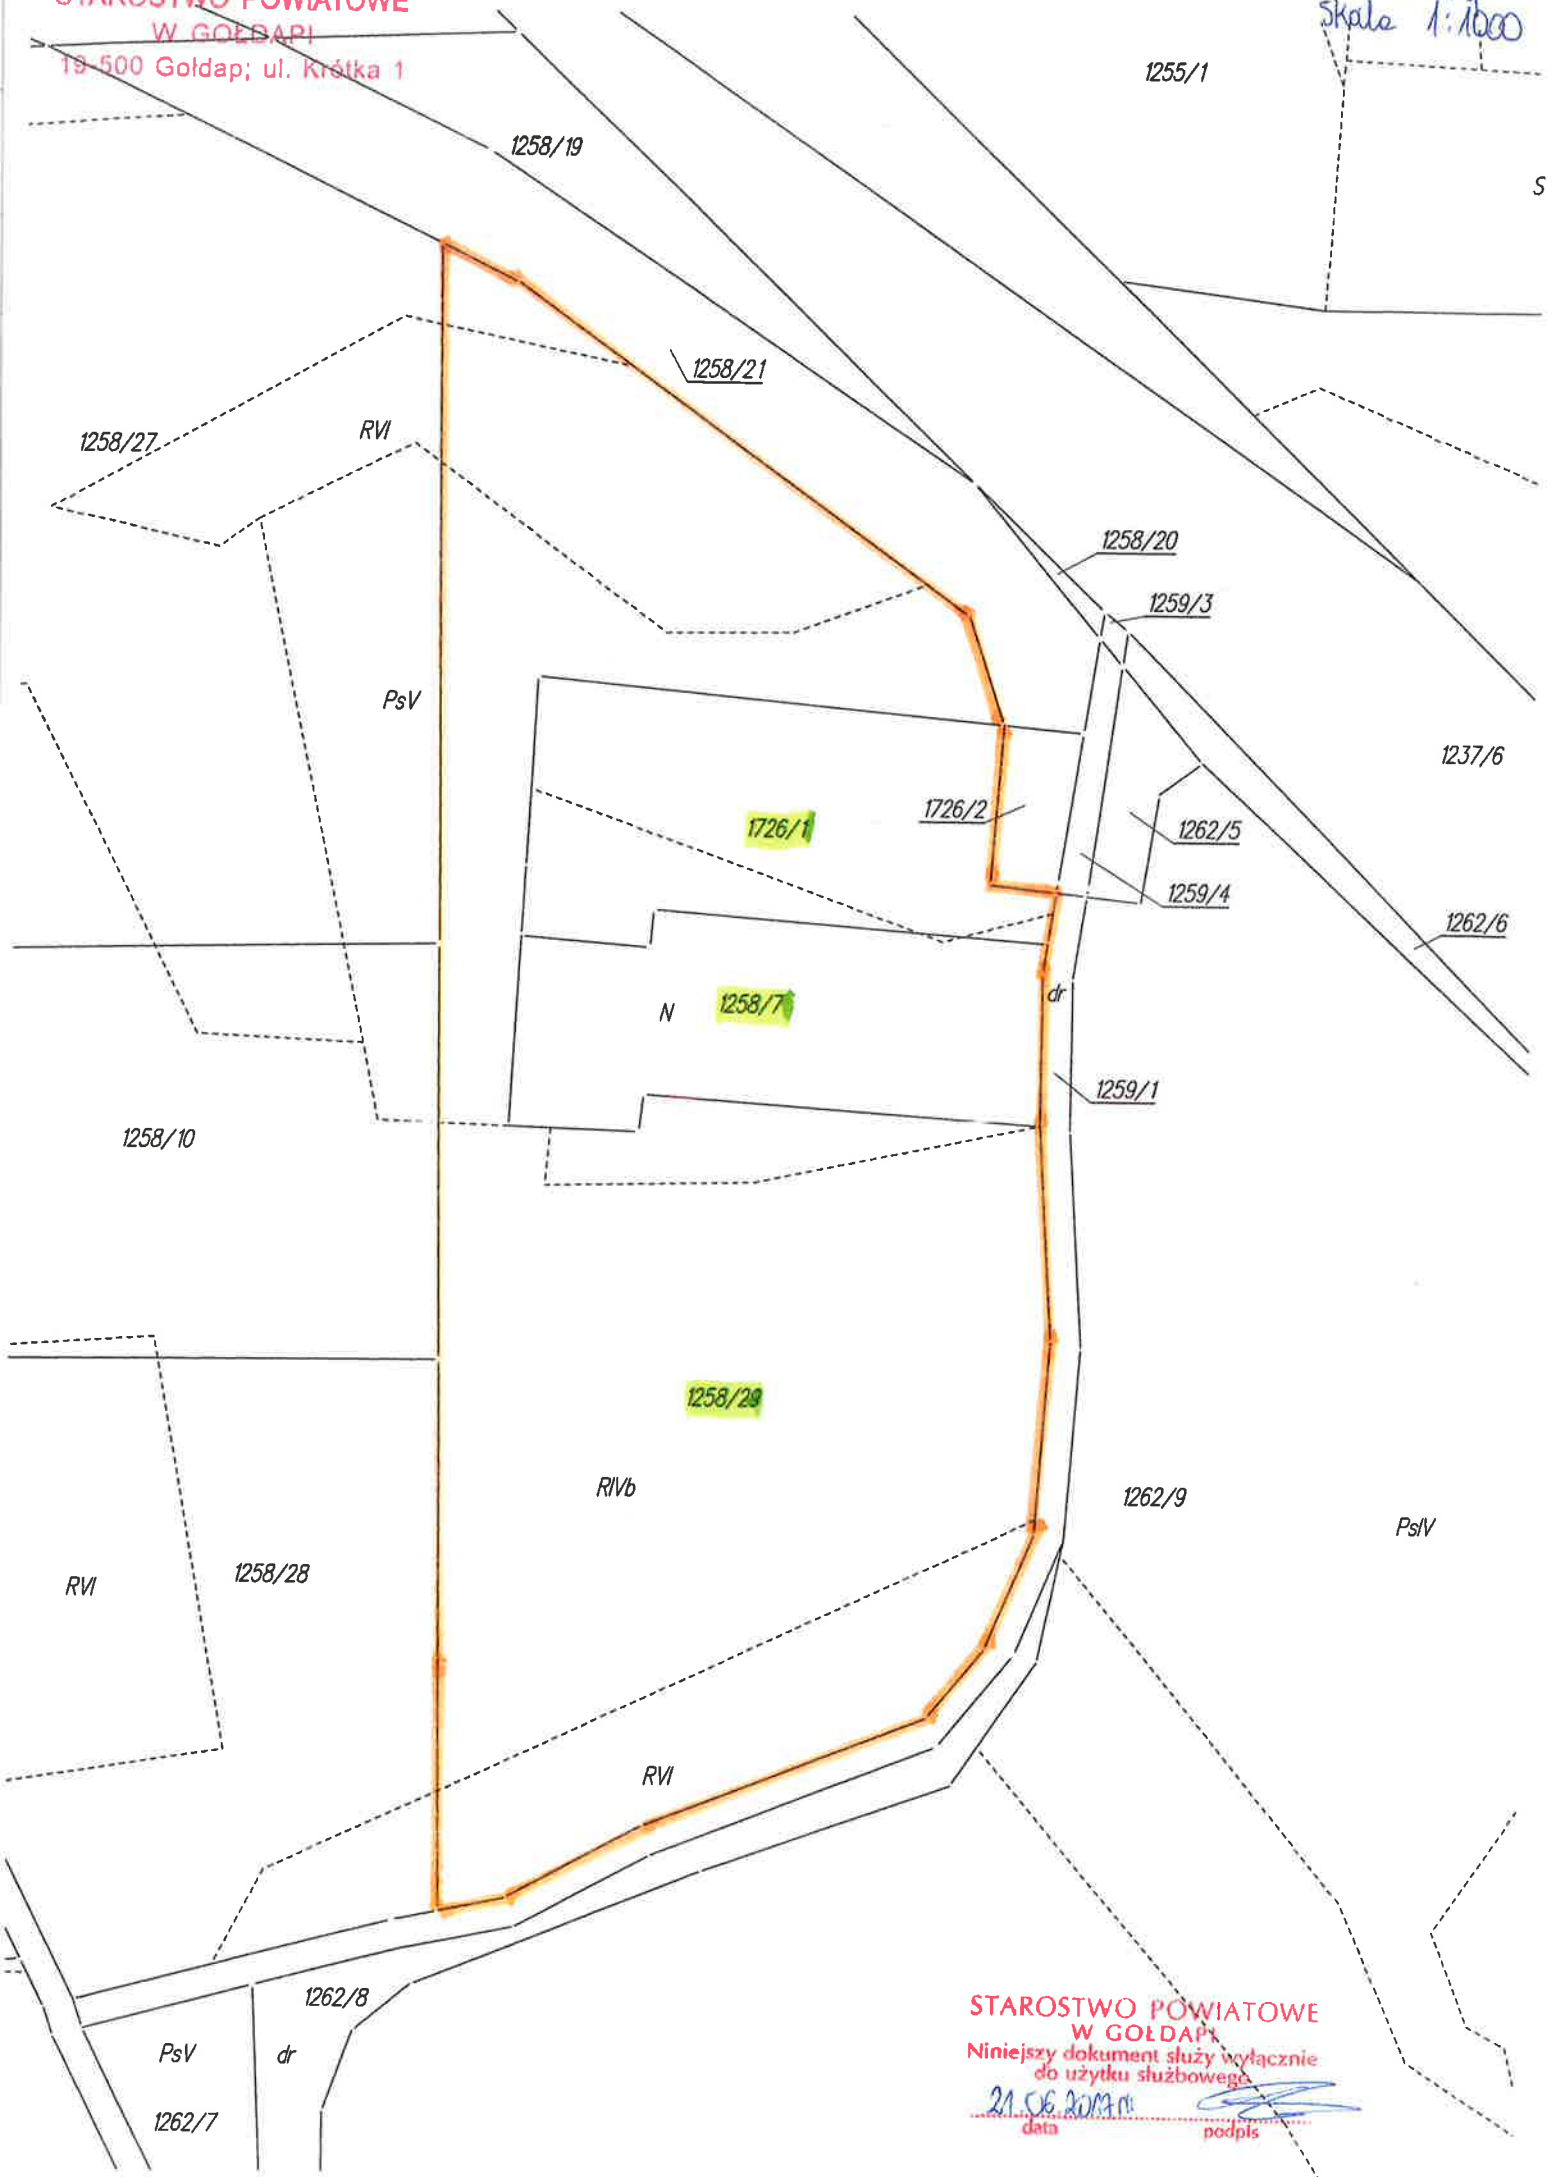 STAROSTWO POWIATOWE
W GOŁDAPI
19-500 Gołdap; ul. Krótka 1
Skala 1:1000
1255/1
1258/19
S
1258/21
1258/27
RVI
1258/20
1259/3
PsV
1237/6
1726/1
1726/2
1262/5
1259/4
1262/6
N
1258/7
dr
1259/1
1258/10
1258/29
RIVb
1262/9
PsIV
1258/28
RVI
RVI
1262/8
PsV
dr
1262/7
STAROSTWO POWIATOWE
W GOŁDAPI
Niniejszy dokument służy wyłącznie
do użytku służbowego
21.06.2017 r.
data podpis